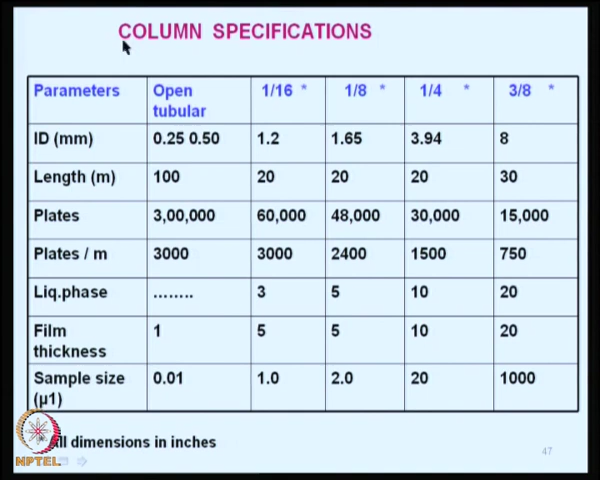 COLUMN SPECIFICATIONS
Parameters Open tubular 1/16 * 1/8 * 1/4 * 3/8 *
ID (mm) 0.25 0.50 1.2 1.65 3.94 8
Length (m) 100 20 20 20 30
Plates 3,00,000 60,000 48,000 30,000 15,000
Plates / m 3000 3000 2400 1500 750
Liq.phase ........ 3 5 10 20
Film thickness 1 5 5 10 20
Sample size (µ1) 0.01 1.0 2.0 20 1000
All dimensions in inches
47
NPTEL